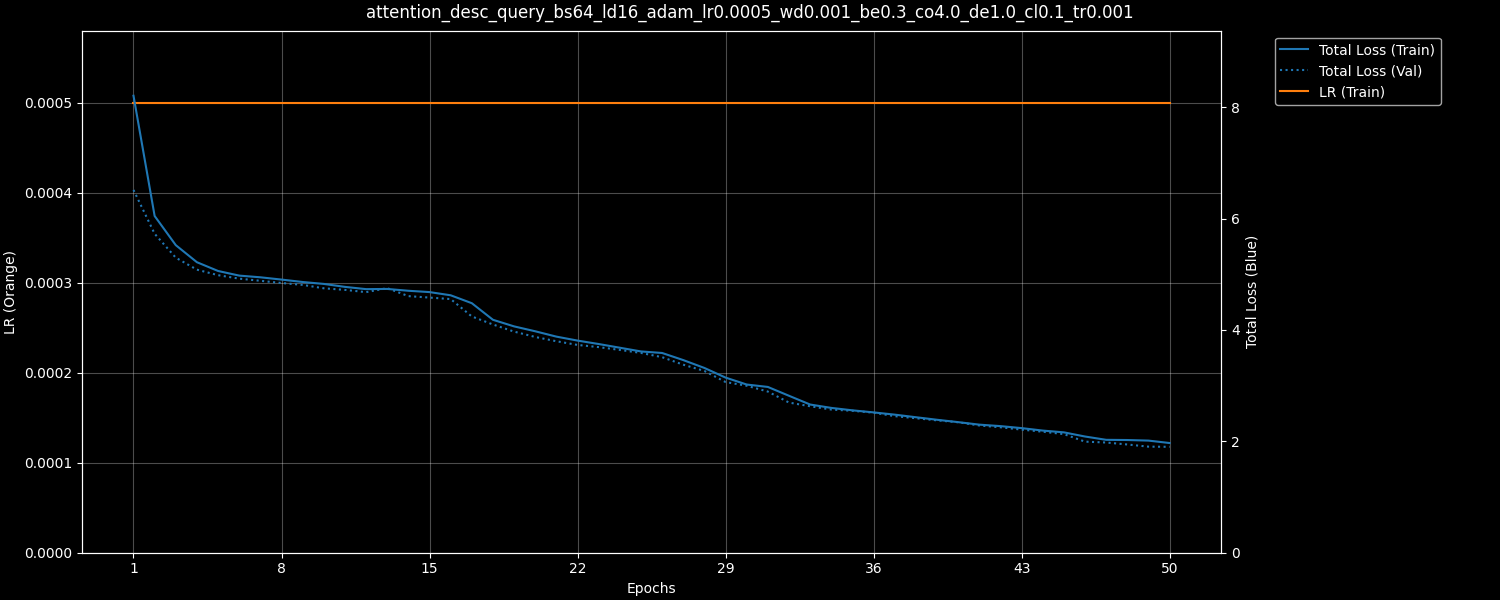 attention_desc_query_bs64_ld16_adam_lr0.0005_wd0.001_be0.3_co4.0_de1.0_cl0.1_tr0.001
Total Loss (Train)
Total Loss (Val)
LR (Train)
LR (Orange)
0.0005
0.0004
0.0003
0.0002
0.0001
0.0000
8
6
4
2
0
Total Loss (Blue)
1 8 15 22 29 36 43 50
Epochs